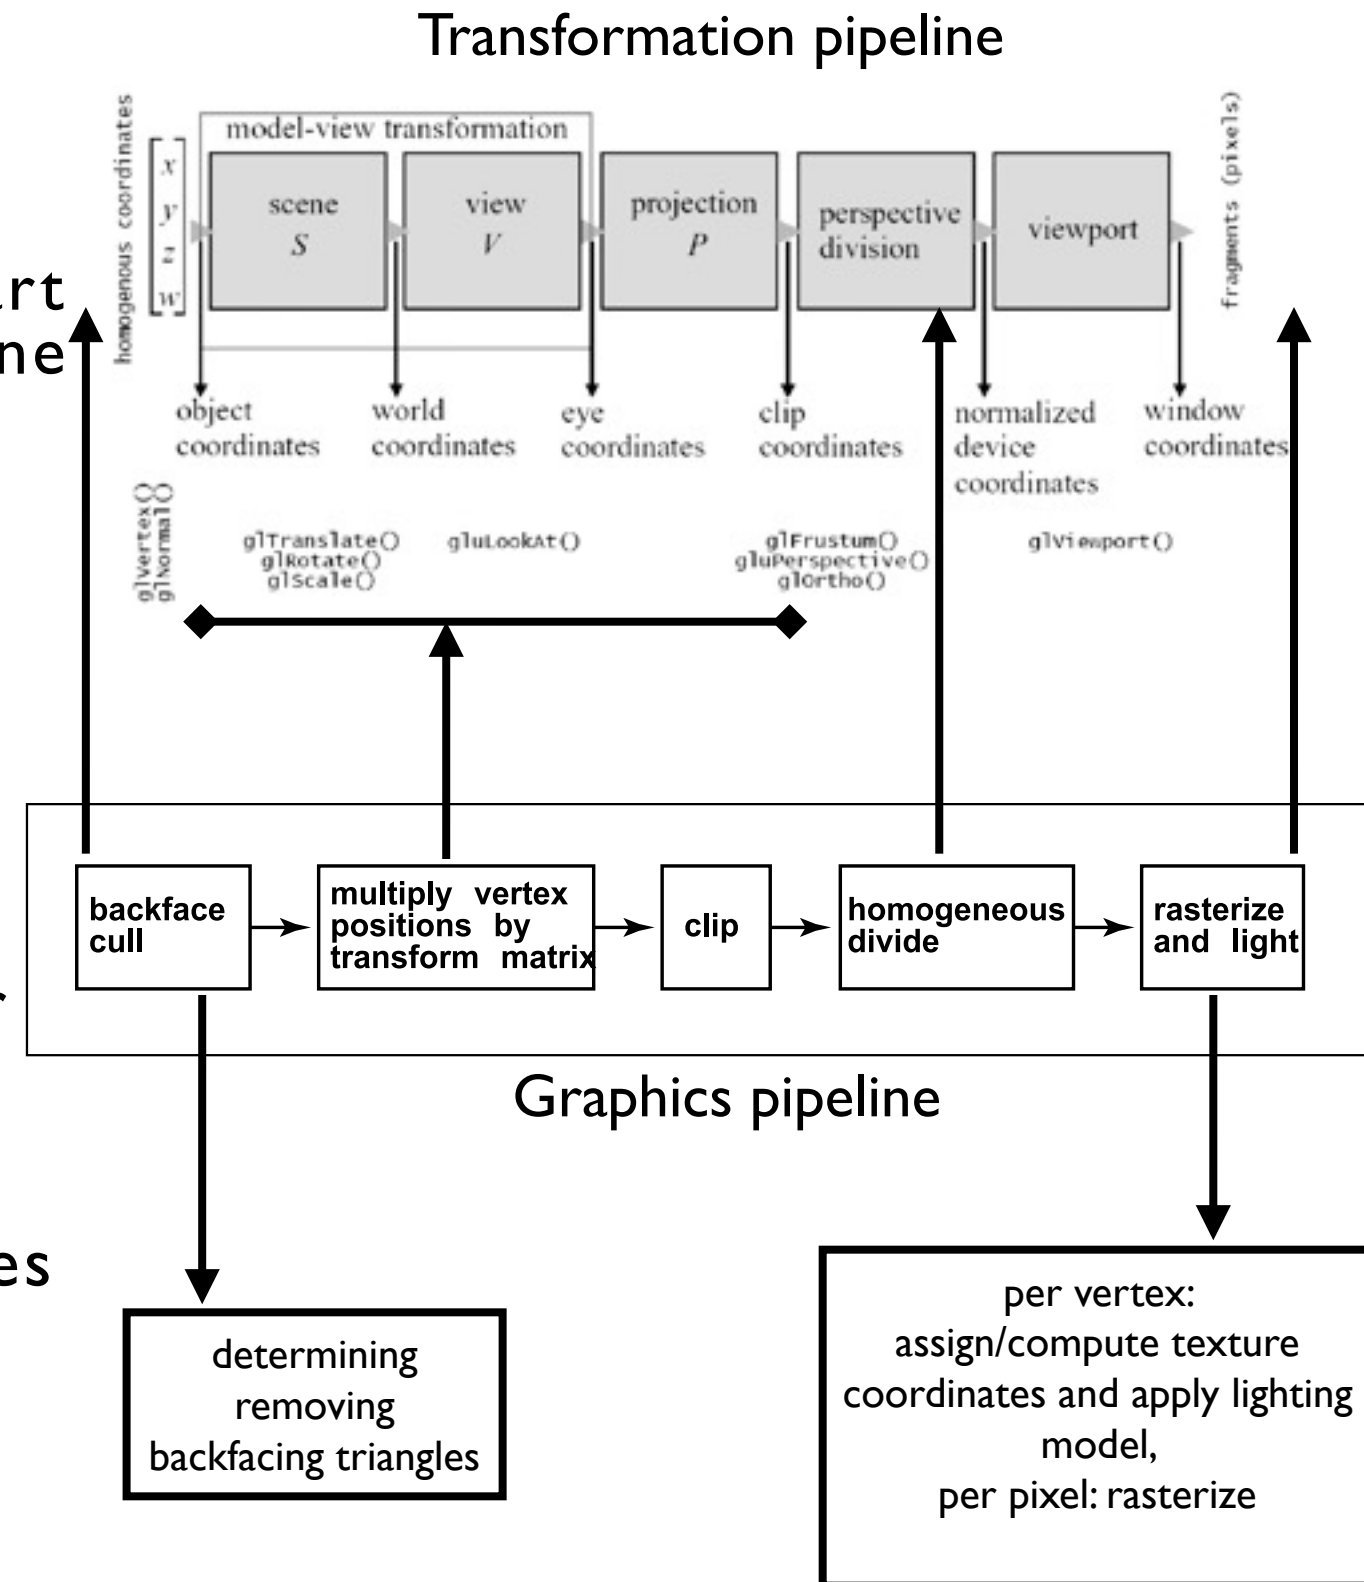 Transformation pipeline
homogenous coordinates
x
y
z
w
model-view transformation
scene
S
view
V
projection
P
perspective
division
viewport
fragments (pixels)
object
coordinates
world
coordinates
eye
coordinates
clip
coordinates
normalized
device
coordinates
window
coordinates
glVertex()
glNormal()
glTranslate()
glRotate()
glScale()
gluLookAt()
glFrustum()
gluPerspective()
glOrtho()
glViewport()
backface
cull
multiply vertex
positions by
transform matrix
clip
homogeneous
divide
rasterize
and light
Graphics pipeline
determining
removing
backfacing triangles
per vertex:
assign/compute texture
coordinates and apply lighting
model,
per pixel: rasterize